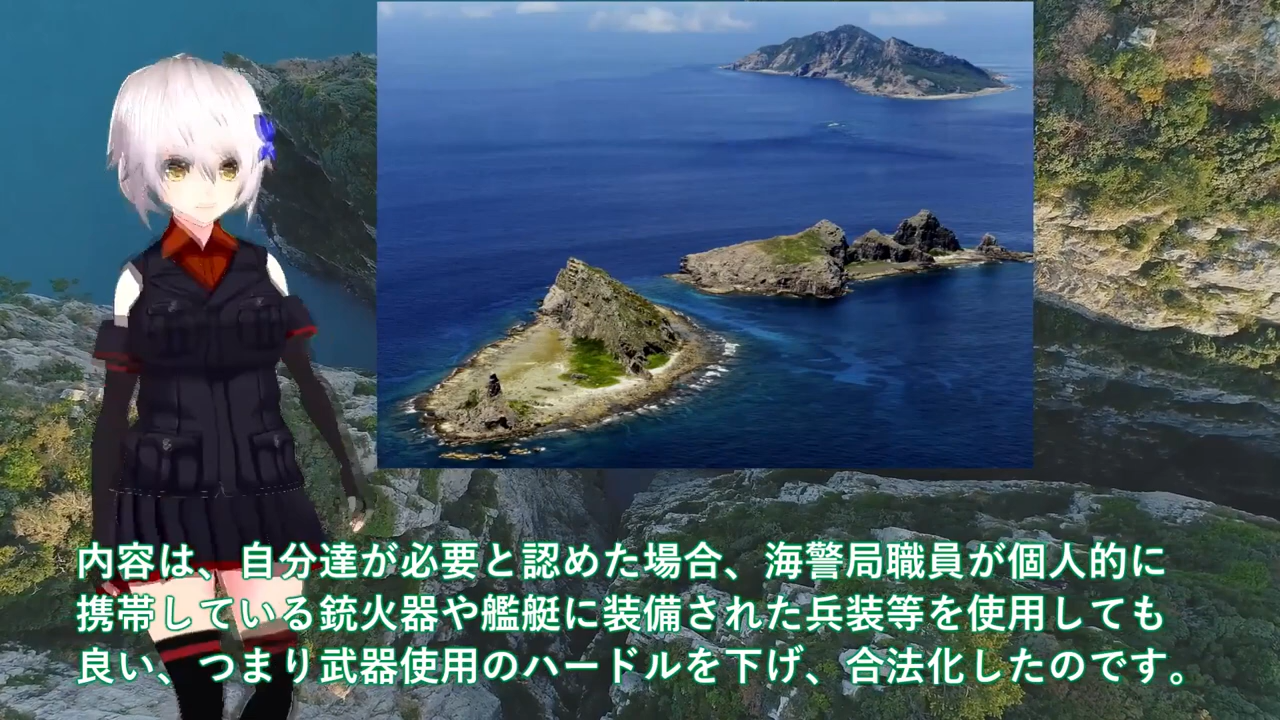 内容は、自分達が必要と認めた場合、海警局職員が個人的に
携帯している銃火器や艦艇に装備された兵装等を使用しても
良い、つまり武器使用のハードルを下げ、合法化したのです。